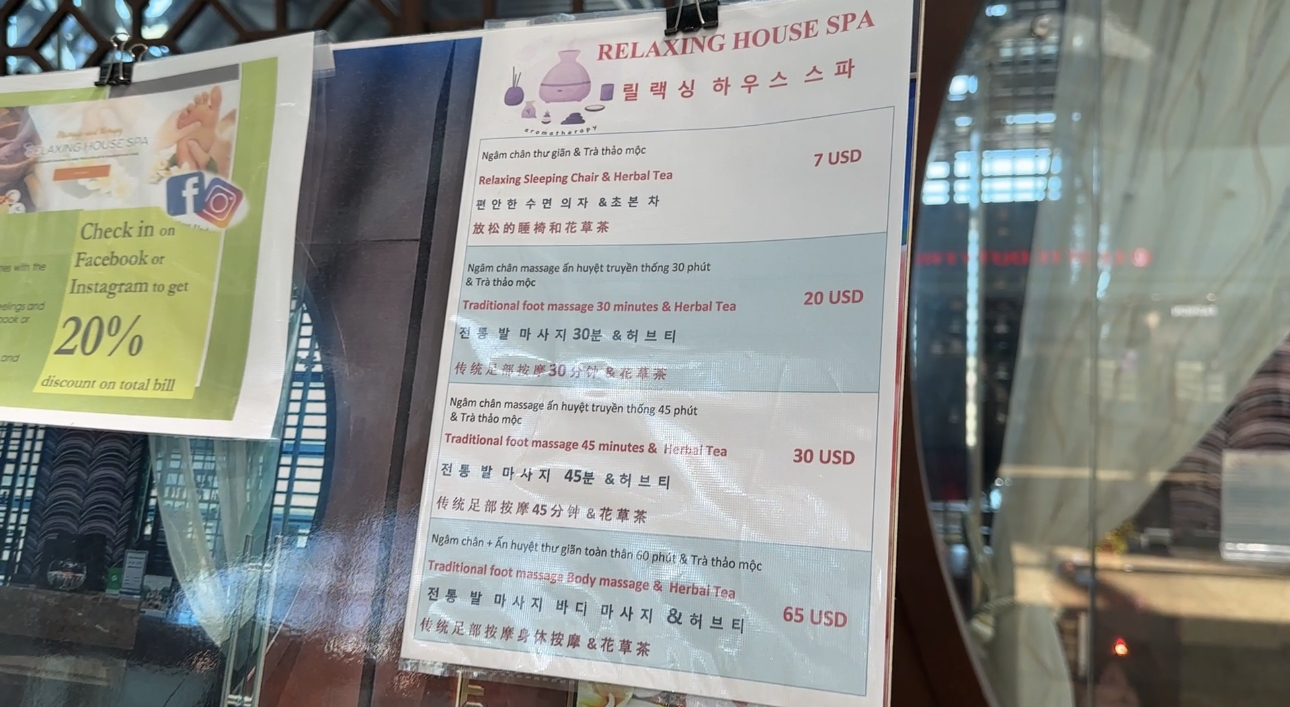 RELAXING HOUSE SPA
Check in on
Facebook or
Instagram to get
20%
discount on total bill
nes with the
eelings and
book or
and
RELAXING HOUSE SPA
릴랙싱 하우스 스파
aromatherapy
Ngâm chân thư giãn & Trà thảo mộc
Relaxing Sleeping Chair & Herbal Tea
7 USD
편안한 수면 의자 &초본 차
放松的睡椅和花草茶
Ngâm chân massage ấn huyệt truyền thống 30 phút
& Trà thảo mộc
Traditional foot massage 30 minutes & Herbal Tea
20 USD
전통 발 마사지 30분 &허브티
传统足部按摩30分钟 &花草茶
Ngâm chân massage ấn huyệt truyền thống 45 phút
& Trà thảo mộc
Traditional foot massage 45 minutes & Herbal Tea
30 USD
전통 발 마사지 45분 &허브티
传统足部按摩45分钟 &花草茶
Ngâm chân + Ấn huyệt thư giãn toàn thân 60 phút & Trà thảo mộc
Traditional foot massage Body massage & Herbal Tea
65 USD
전통 발 마사지 바디 마사지 &허브티
传统足部按摩身休按摩 &花草茶